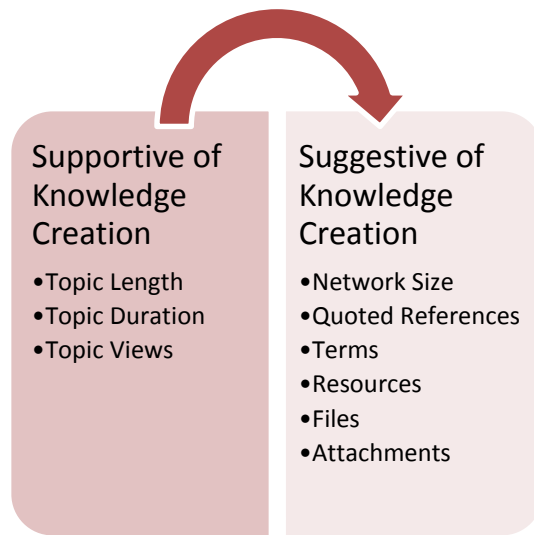 Supportive of
Knowledge
Creation
•Topic Length
•Topic Duration
•Topic Views
Suggestive of
Knowledge
Creation
•Network Size
•Quoted References
•Terms
•Resources
•Files
•Attachments